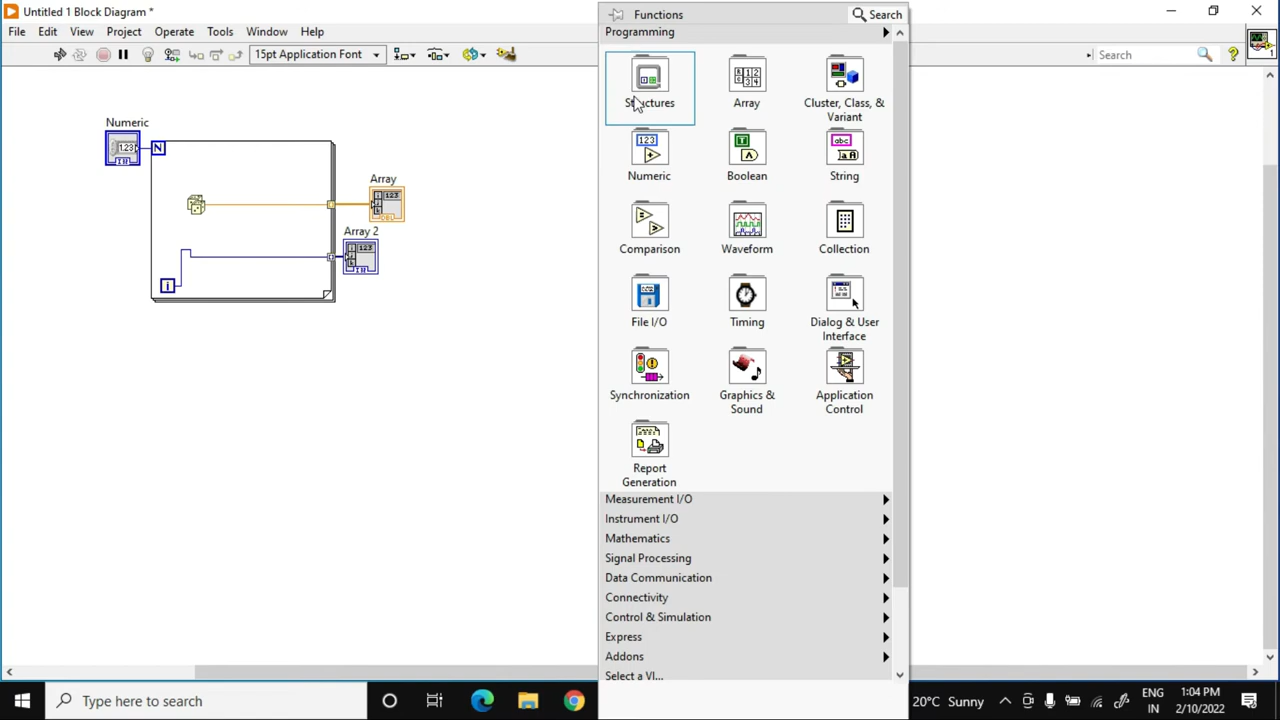 Untitled 1 Block Diagram *
File Edit View Project Operate Tools Window Help
15pt Application Font
Search
Functions
Search
Programming
Structures
Array
Cluster, Class, & Variant
Numeric
Boolean
String
Comparison
Waveform
Collection
File I/O
Timing
Dialog & User Interface
Synchronization
Graphics & Sound
Application Control
Report Generation
Measurement I/O
Instrument I/O
Mathematics
Signal Processing
Data Communication
Connectivity
Control & Simulation
Express
Addons
Select a VI...
Numeric
123
N
Array
123
Array 2
123
i
Type here to search
20°C Sunny
ENG
IN
1:04 PM
2/10/2022